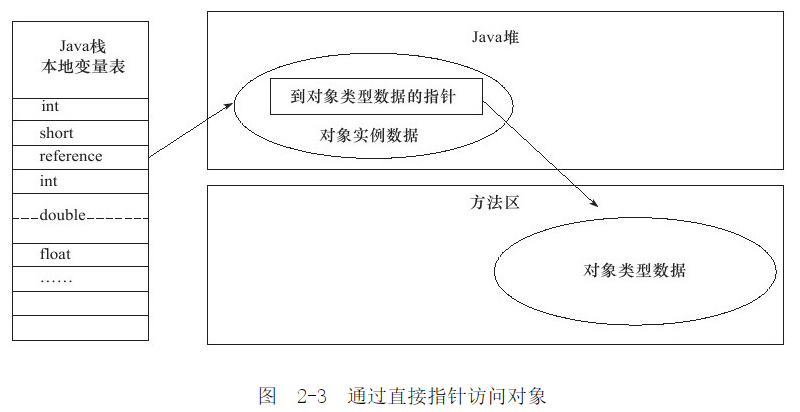 Java栈
本地变量表
int
short
reference
int
double
float
……
Java堆
到对象类型数据的指针
对象实例数据
方法区
对象类型数据
图 2-3 通过直接指针访问对象